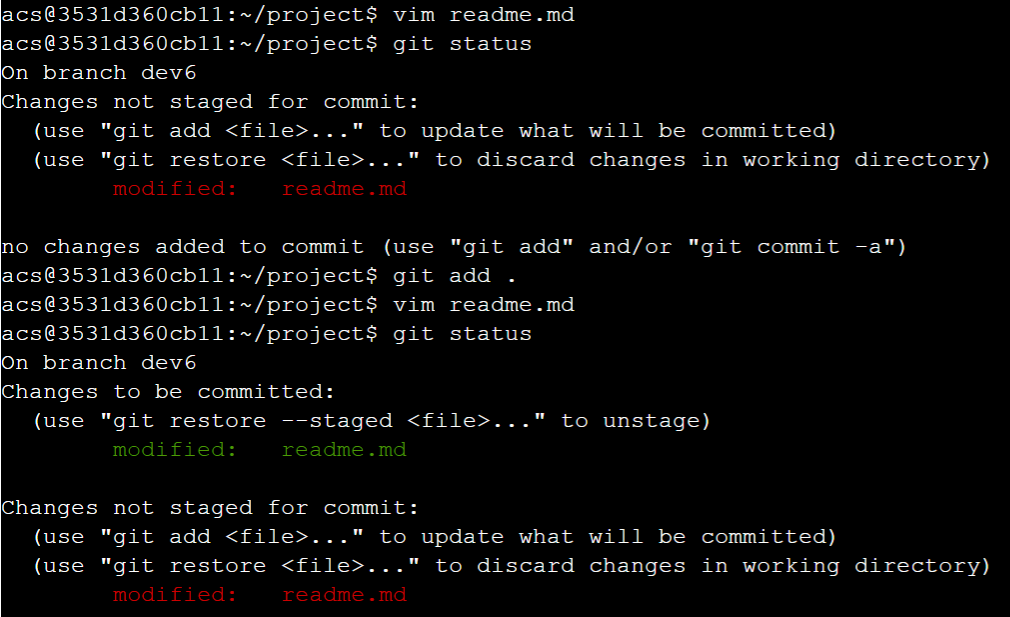 acs@3531d360cb11:~/project$ vim readme.md
acs@3531d360cb11:~/project$ git status
On branch dev6
Changes not staged for commit:
  (use "git add <file>..." to update what will be committed)
  (use "git restore <file>..." to discard changes in working directory)
        modified:   readme.md

no changes added to commit (use "git add" and/or "git commit -a")
acs@3531d360cb11:~/project$ git add .
acs@3531d360cb11:~/project$ vim readme.md
acs@3531d360cb11:~/project$ git status
On branch dev6
Changes to be committed:
  (use "git restore --staged <file>..." to unstage)
        modified:   readme.md

Changes not staged for commit:
  (use "git add <file>..." to update what will be committed)
  (use "git restore <file>..." to discard changes in working directory)
        modified:   readme.md